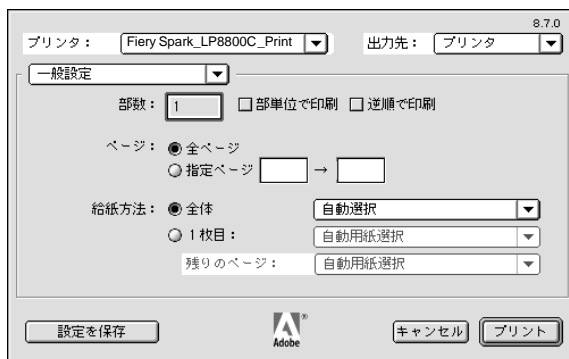 8.7.0
プリンタ： Fiery Spark_LP8800C_Print 出力先： プリンタ
一般設定
部数： 1 部単位で印刷 逆順で印刷
ページ： 全ページ
指定ページ →
給紙方法： 全体 自動選択
1枚目： 自動用紙選択
残りのページ： 自動用紙選択
設定を保存 Adobe® キャンセル プリント